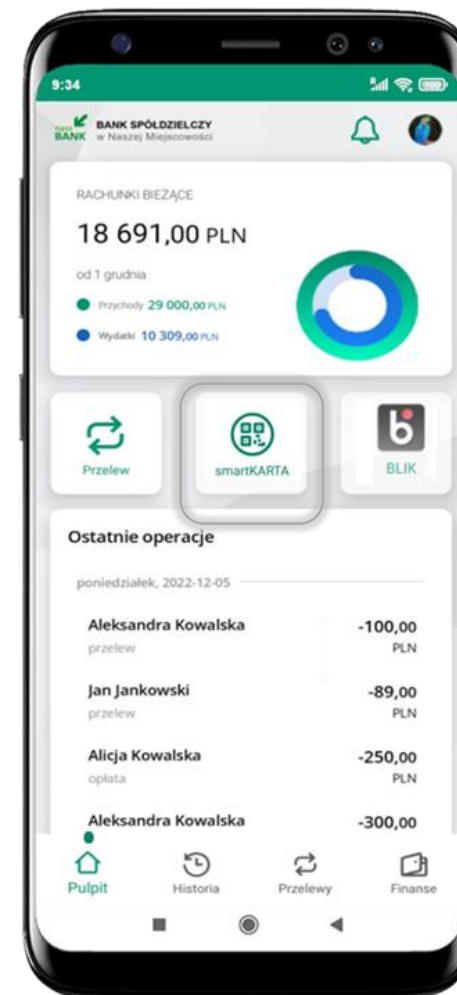 9:34
100
nasz
BANK
BANK SPÓŁDZIELCZY
w Naszej Miejscowości
RACHUNKI BIEŻĄCE
18 691,00 PLN
od 1 grudnia
Przychody 29 000,00 PLN
Wydatki 10 309,00 PLN
Przelew
smartKARTA
b
BLIK
Ostatnie operacje
poniedziałek, 2022-12-05
Aleksandra Kowalska -100,00
przelew PLN
Jan Jankowski -89,00
przelew PLN
Alicja Kowalska -250,00
opłata PLN
Aleksandra Kowalska -300,00
Pulpit Historia Przelewy Finanse